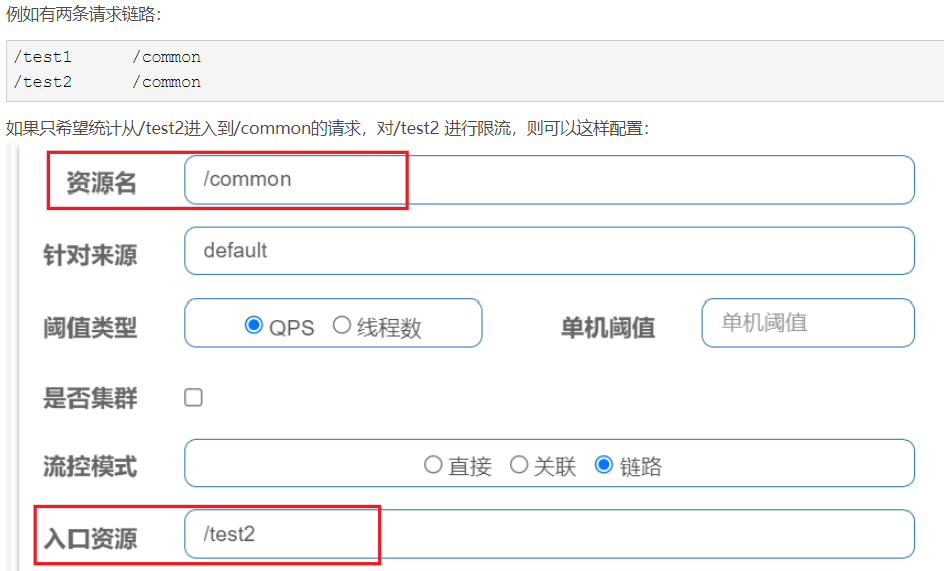 例如有两条请求链路：
/test1 /common
/test2 /common
如果只希望统计从/test2进入到/common的请求，对/test2 进行限流，则可以这样配置：
资源名 /common
针对来源 default
阈值类型 QPS 线程数 单机阈值 单机阈值
是否集群
流控模式 直接 关联 链路
入口资源 /test2